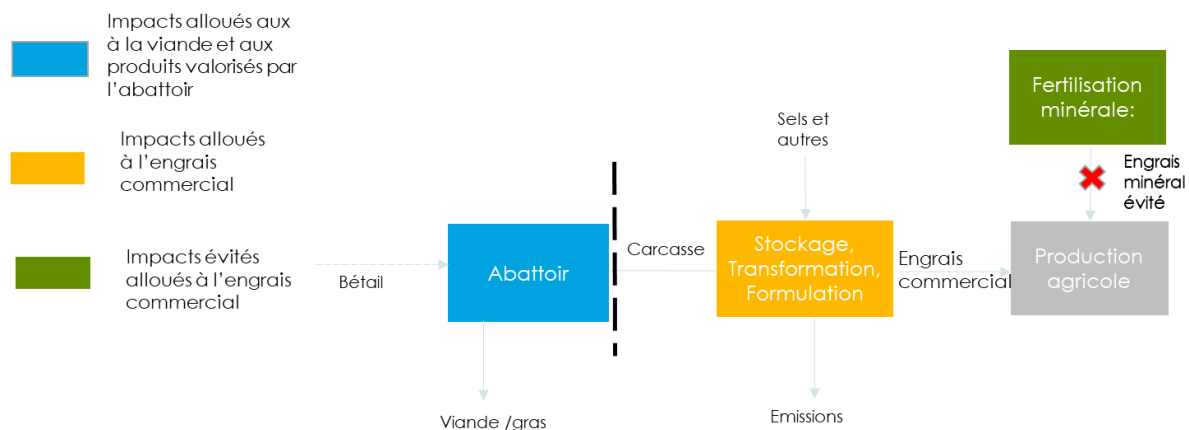 Impacts alloués aux
à la viande et aux
produits valorisés par
l’abattoir
Impacts alloués
à l’engrais
commercial
Impacts évités
alloués à l’engrais
commercial
Bétail
Abattoir
Viande /gras
Carcasse
Sels et
autres
Stockage,
Transformation,
Formulation
Emissions
Engrais
commercial
Fertilisation
minérale:
Engrais
minéral
évité
Production
agricole